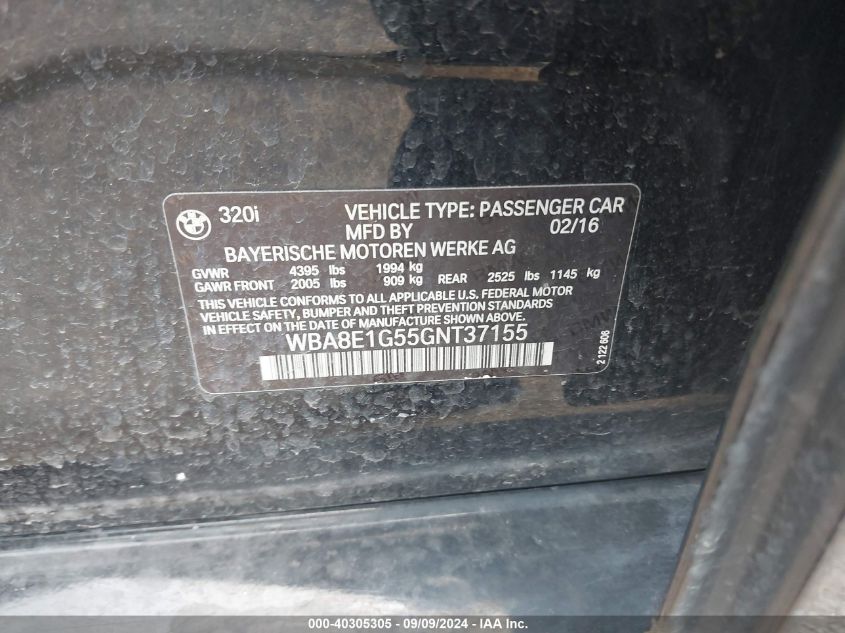 320i VEHICLE TYPE: PASSENGER CAR
MFD BY 02/16
BAYERISCHE MOTOREN WERKE AG
GVWR 4395 lbs 1994 kg
GAWR FRONT 2005 lbs 909 kg REAR 2525 lbs 1145 kg
THIS VEHICLE CONFORMS TO ALL APPLICABLE U.S. FEDERAL MOTOR
VEHICLE SAFETY, BUMPER AND THEFT PREVENTION STANDARDS
IN EFFECT ON THE DATE OF MANUFACTURE SHOWN ABOVE.
WBA8E1G55GNT37155
2 122 606
000-40305305 - 09/09/2024 - IAA Inc.